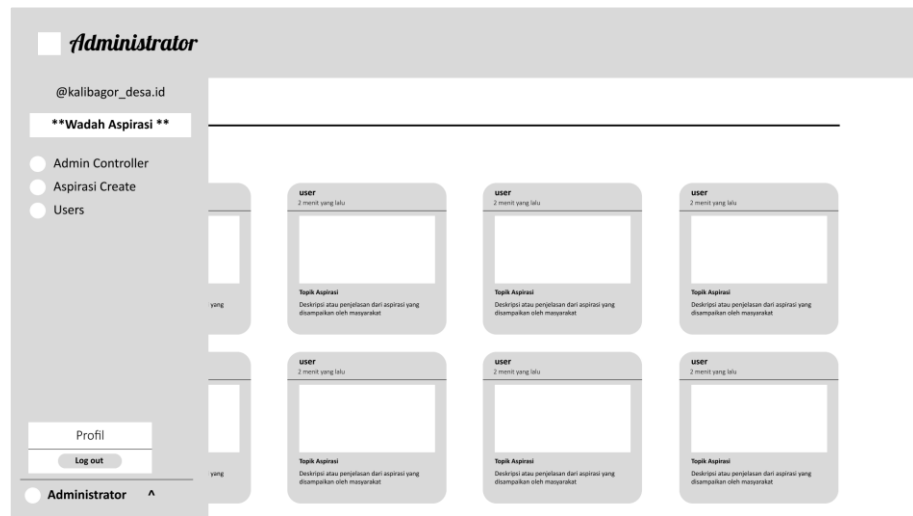 Administrator
@kalibagor_desa.id
**Wadah Aspirasi **
Admin Controller
Aspirasi Create
Users
yang
user
2 menit yang lalu
Topik Aspirasi
Deskripsi atau penjelasan dari aspirasi yang
disampaikan oleh masyarakat
user
2 menit yang lalu
Topik Aspirasi
Deskripsi atau penjelasan dari aspirasi yang
disampaikan oleh masyarakat
user
2 menit yang lalu
Topik Aspirasi
Deskripsi atau penjelasan dari aspirasi yang
disampaikan oleh masyarakat
yang
user
2 menit yang lalu
Topik Aspirasi
Deskripsi atau penjelasan dari aspirasi yang
disampaikan oleh masyarakat
user
2 menit yang lalu
Topik Aspirasi
Deskripsi atau penjelasan dari aspirasi yang
disampaikan oleh masyarakat
user
2 menit yang lalu
Topik Aspirasi
Deskripsi atau penjelasan dari aspirasi yang
disampaikan oleh masyarakat
Profil
Log out
Administrator ^